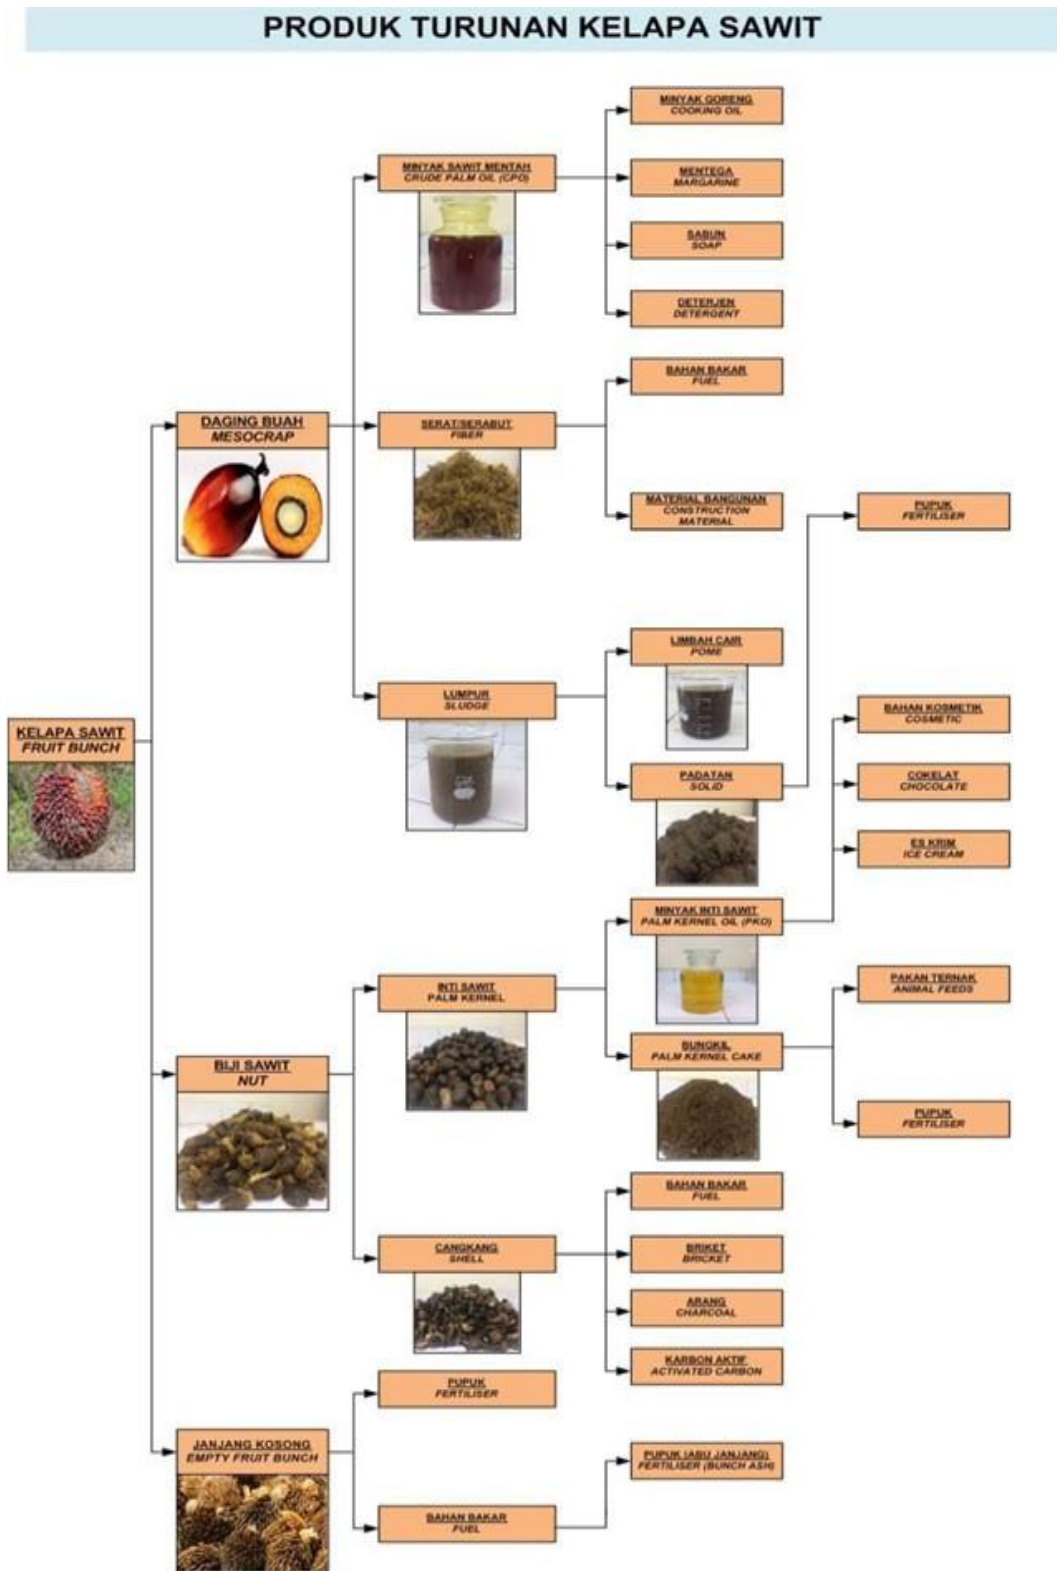 PRODUK TURUNAN KELAPA SAWIT
MINYAK GORENG
COOKING OIL
MINYAK SAWIT MENTAH
CRUDE PALM OIL (CPO)
MENTEGA
MARGARINE
SABUN
SOAP
DETERJEN
DETERGENT
BAHAN BAKAR
FUEL
DAGING BUAH
MESOCRAP
SERAT/SERABUT
FIBER
MATERIAL BANGUNAN
CONSTRUCTION
MATERIAL
PUPUK
FERTILISER
LIMBAH CAIR
POME
LUMPUR
SLUDGE
BAHAN KOSMETIK
COSMETIC
KELAPA SAWIT
FRUIT BUNCH
PADATAN
SOLID
COKELAT
CHOCOLATE
ES KRIM
ICE CREAM
MINYAK INTI SAWIT
PALM KERNEL OIL (PKO)
INTI SAWIT
PALM KERNEL
PAKAN TERNAK
ANIMAL FEEDS
BUNGKIL
PALM KERNEL CAKE
BIJI SAWIT
NUT
PUPUK
FERTILISER
BAHAN BAKAR
FUEL
CANGKANG
SHELL
BRIKET
BRICKET
ARANG
CHARCOAL
KARBON AKTIF
ACTIVATED CARBON
PUPUK
FERTILISER
JANJANG KOSONG
EMPTY FRUIT BUNCH
PUPUK (ABU JANJANG)
FERTILISER (BUNCH ASH)
BAHAN BAKAR
FUEL